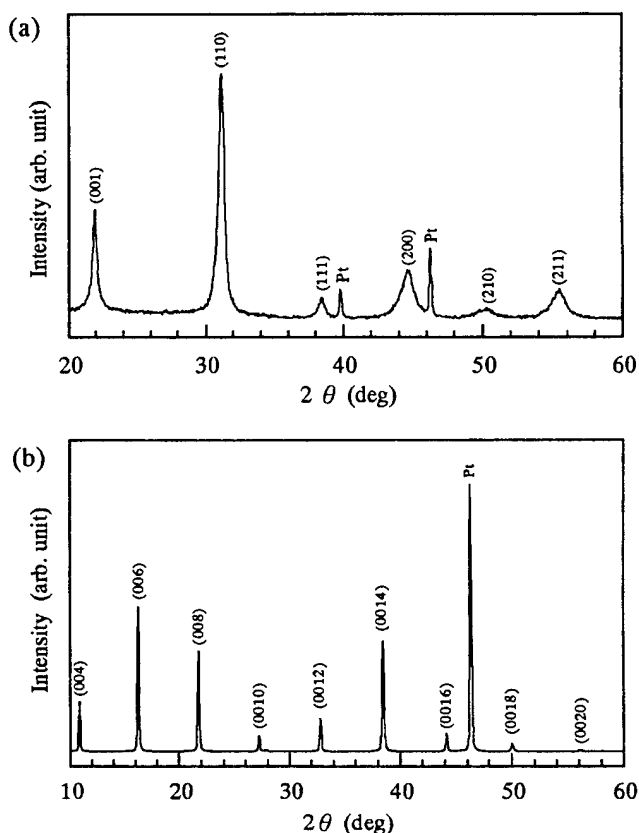 (a)
Intensity (arb. unit)
(001)
(110)
(111)
Pt
(200)
Pt
(210)
(211)
20 30 40 50 60
2 θ (deg)
(b)
Intensity (arb. unit)
(004)
(006)
(008)
(0010)
(0012)
(0014)
(0016)
Pt
(0018)
(0020)
10 20 30 40 50 60
2 θ (deg)